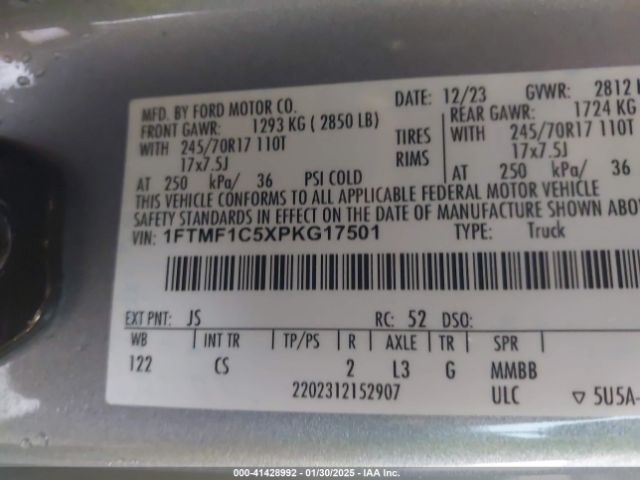 MFD. BY FORD MOTOR CO. DATE: 12/23 GVWR: 2812
FRONT GAWR: 1293 KG ( 2850 LB) REAR GAWR: 1724 KG
WITH 245/70R17 110T TIRES WITH 245/70R17 110T
17x7.5J RIMS 17x7.5J
AT 250 kPa/ 36 PSI COLD AT 250 kPa/ 36
THIS VEHICLE CONFORMS TO ALL APPLICABLE FEDERAL MOTOR VEHICLE
SAFETY STANDARDS IN EFFECT ON THE DATE OF MANUFACTURE SHOWN ABOV
VIN: 1FTMF1C5XPKG17501 TYPE: Truck
EXT PNT: JS RC: 52 DSO:
WB INT TR TP/PS R AXLE TR SPR
122 CS 2 L3 G MMBB
2202312152907 ULC ▽ 5U5A-
000-41428992 — 01/30/2025 — IAA Inc.